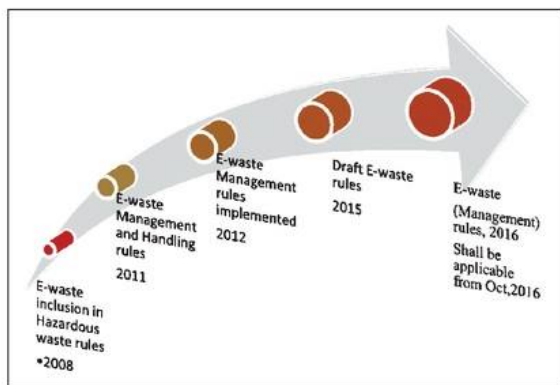 E-waste
inclusion in
Hazardous
waste rules
•2008
E-waste
Management
and Handling
rules
2011
E-waste
Management
rules
implemented
2012
Draft E-waste
rules
2015
E-waste
(Management)
rules, 2016
Shall be
applicable
from Oct,2016